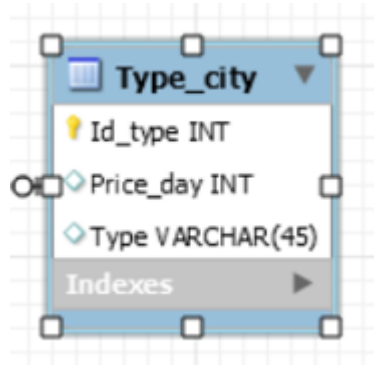 Type_city
Id_type INT
Price_day INT
Type VARCHAR(45)
Indexes